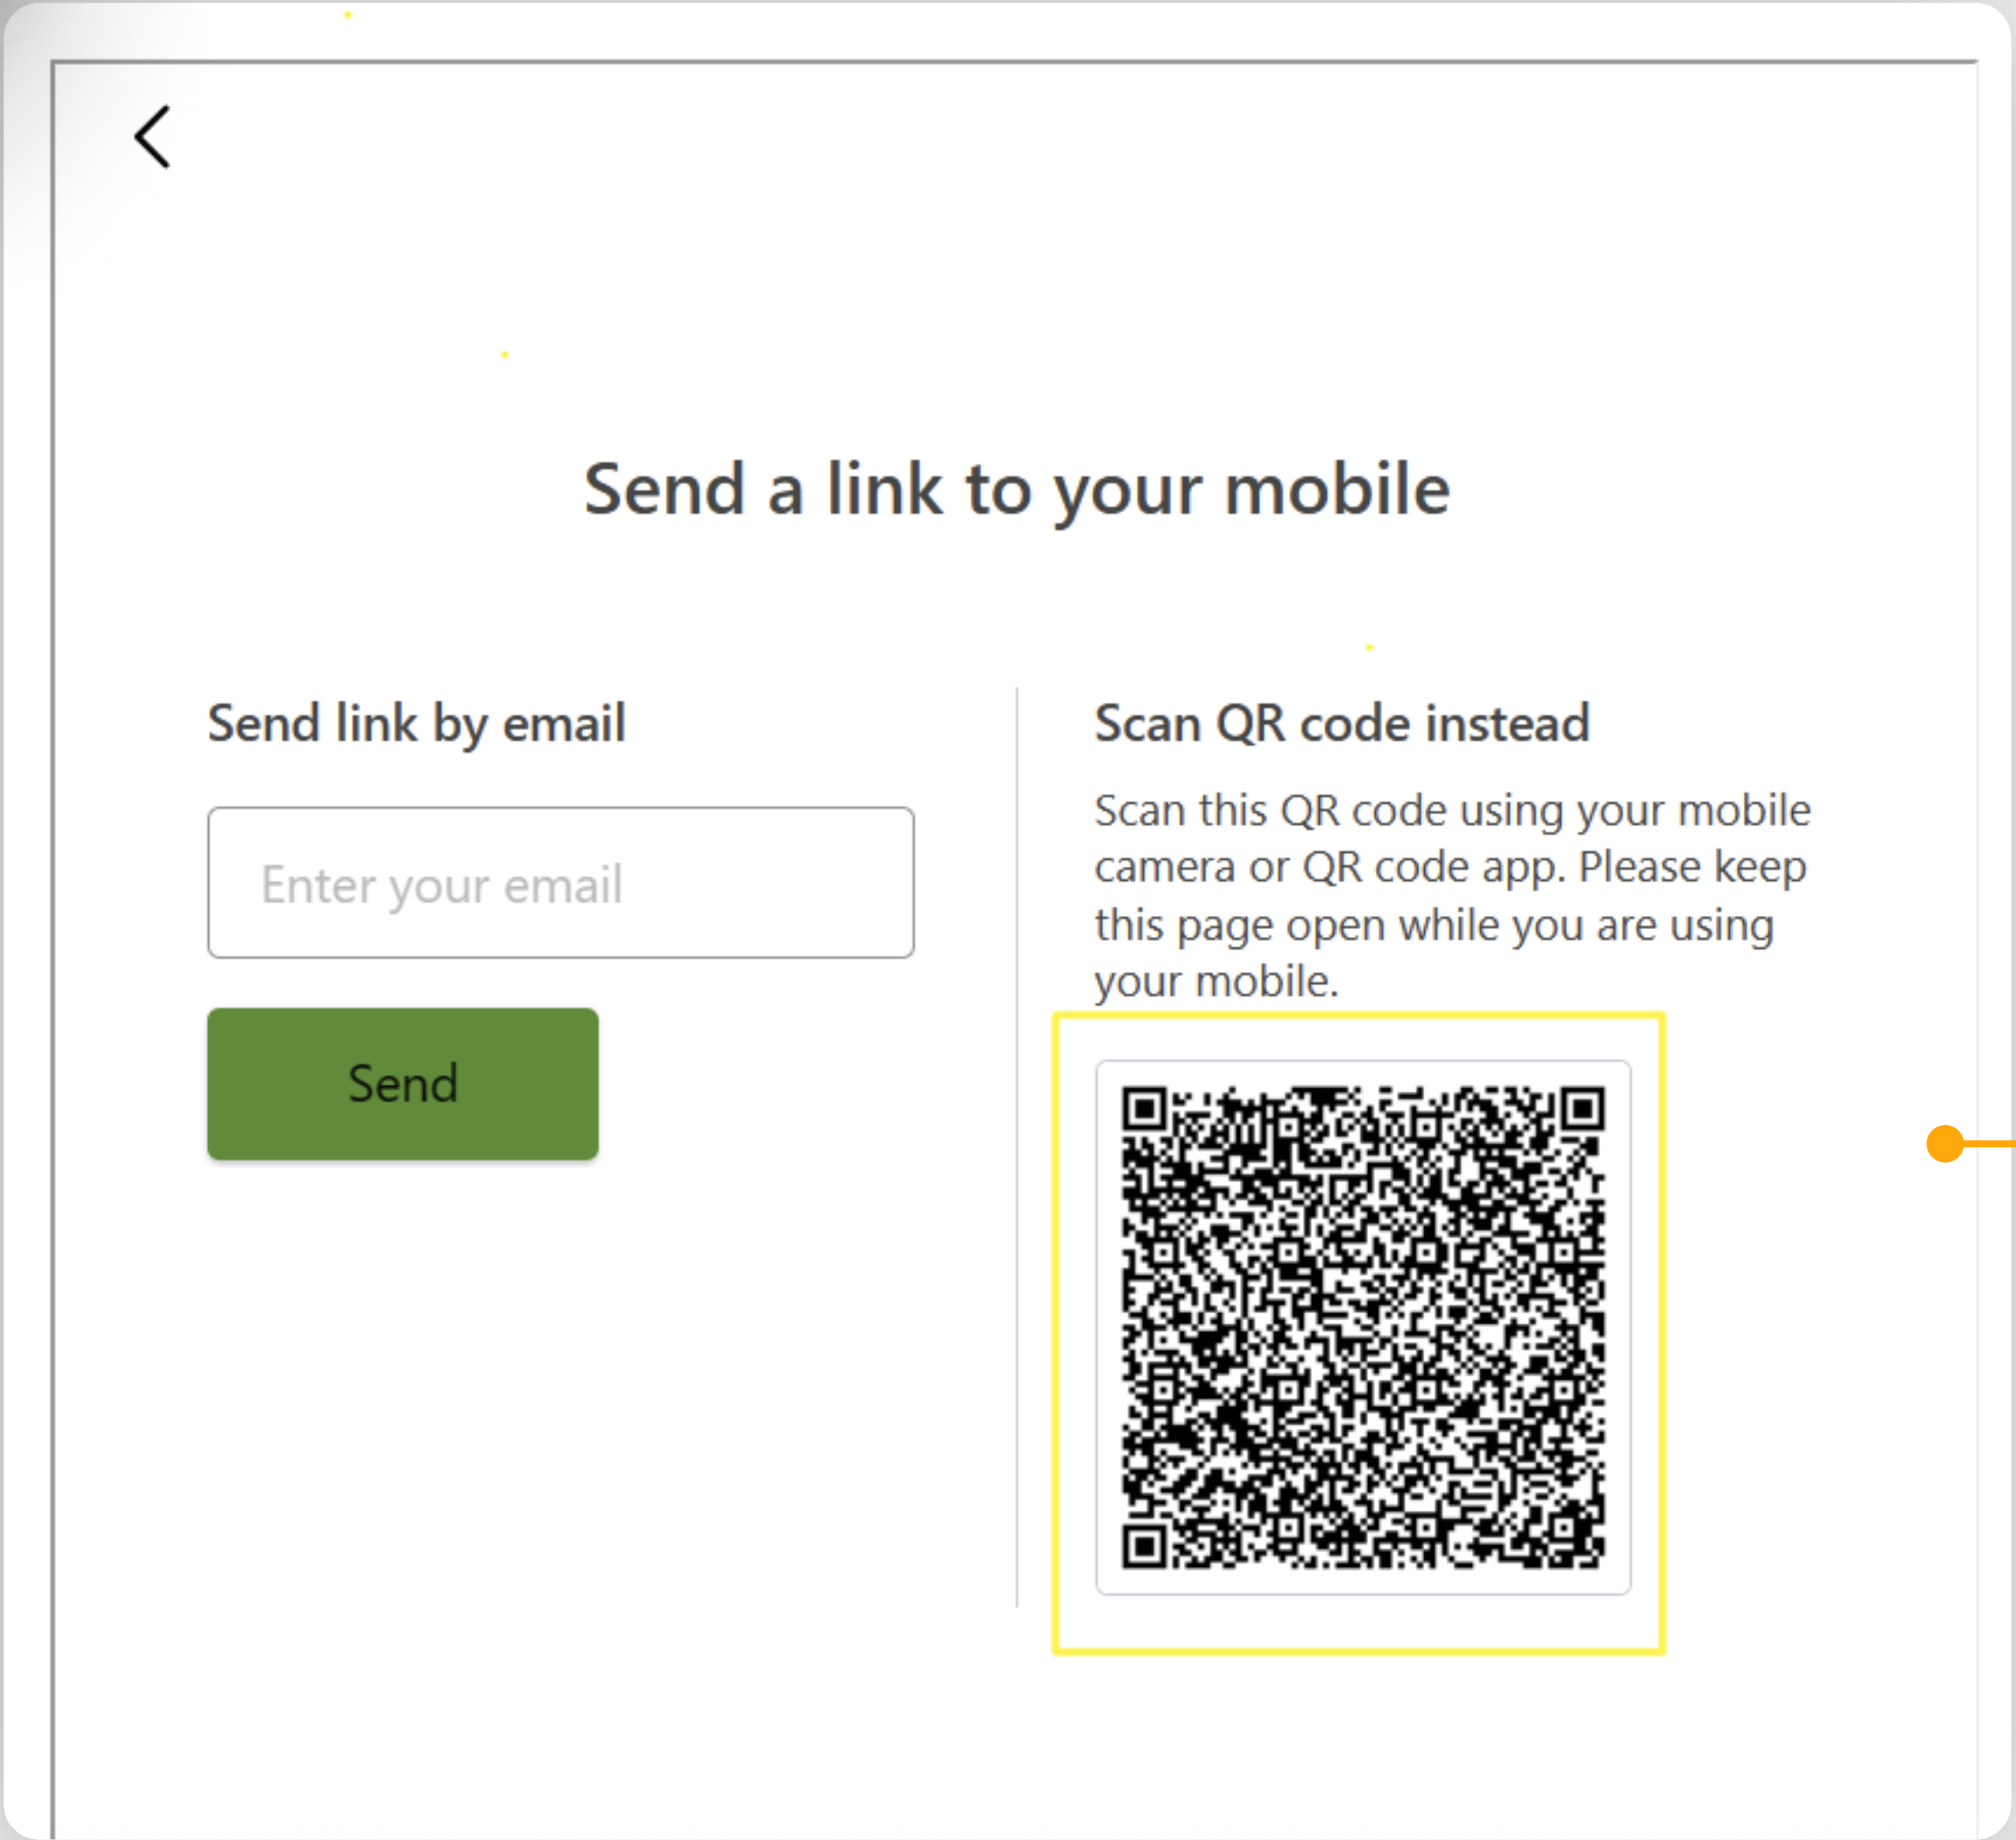 Send a link to your mobile
Send link by email
Enter your email
Send
Scan QR code instead
Scan this QR code using your mobile
camera or QR code app. Please keep
this page open while you are using
your mobile.